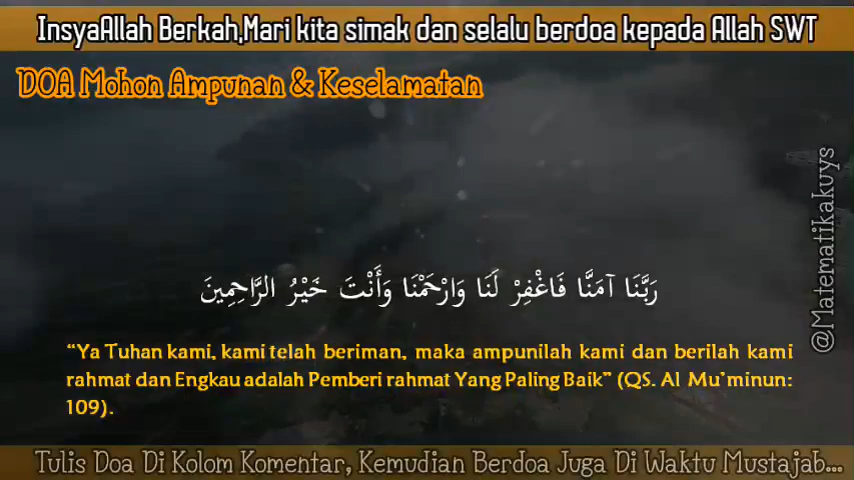 InsyaAllah Berkah,Mari kita simak dan selalu berdoa kepada Allah SWT
DOA Mohon Ampunan & Keselamatan
@Matematikakuys
رَبَّنَا آمَنَّا فَاغْفِرْ لَنَا وَارْحَمْنَا وَأَنْتَ خَيْرُ الرَّاحِمِينَ
“Ya Tuhan kami, kami telah beriman, maka ampunilah kami dan berilah kami
rahmat dan Engkau adalah Pemberi rahmat Yang Paling Baik” (QS. Al Mu’minun:
109).
Tulis Doa Di Kolom Komentar, Kemudian Berdoa Juga Di Waktu Mustajab...